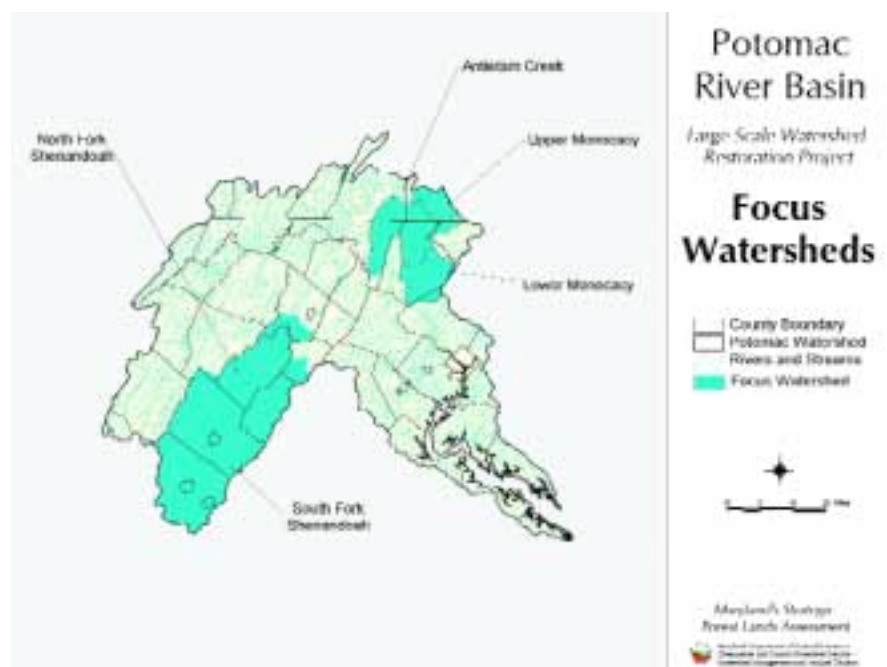 Potomac
River Basin
Large Scale Watershed
Restoration Project
Focus
Watersheds
County Boundary
Potomac Watershed
Rivers and Streams
Focus Watershed
Antietam Creek
North Fork
Shenandoah
Upper Monocacy
Lower Monocacy
South Fork
Shenandoah
Maryland's Strategic
Forest Lands Assessment